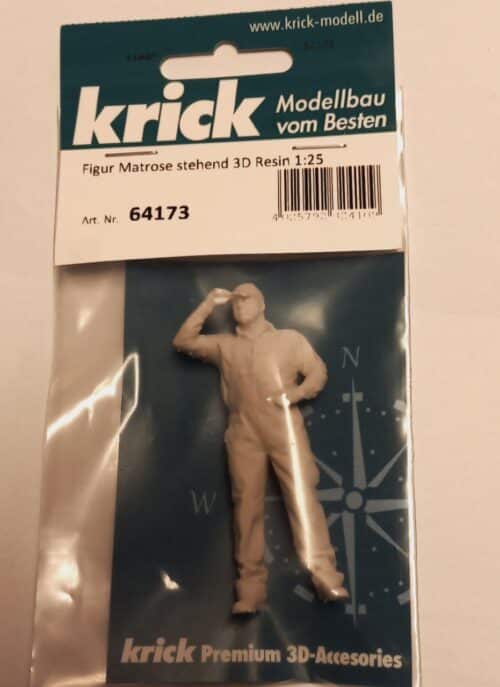 www.krick-modell.de
krick Modellbau
vom Besten
Figur Matrose stehend 3D Resin 1:25
Art. Nr. 64173
N
W
krick Premium 3D-Accesories